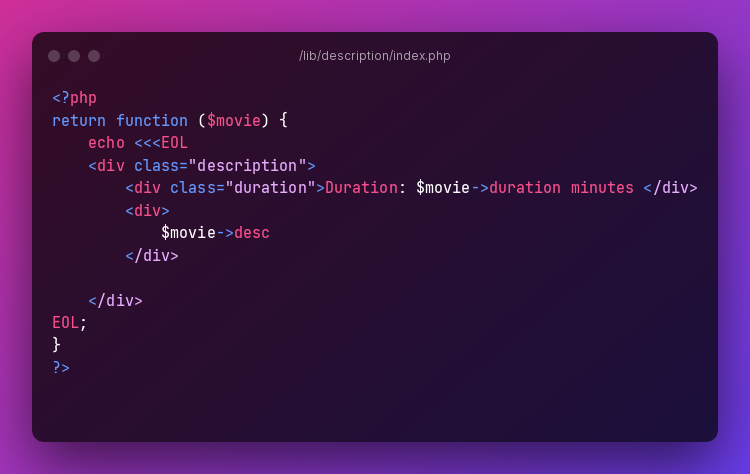 /lib/description/index.php
<?php
return function ($movie) {
    echo <<<EOL
    <div class="description">
        <div class="duration">Duration: $movie->duration minutes </div>
        <div>
            $movie->desc
        </div>

    </div>
EOL;
}
?>